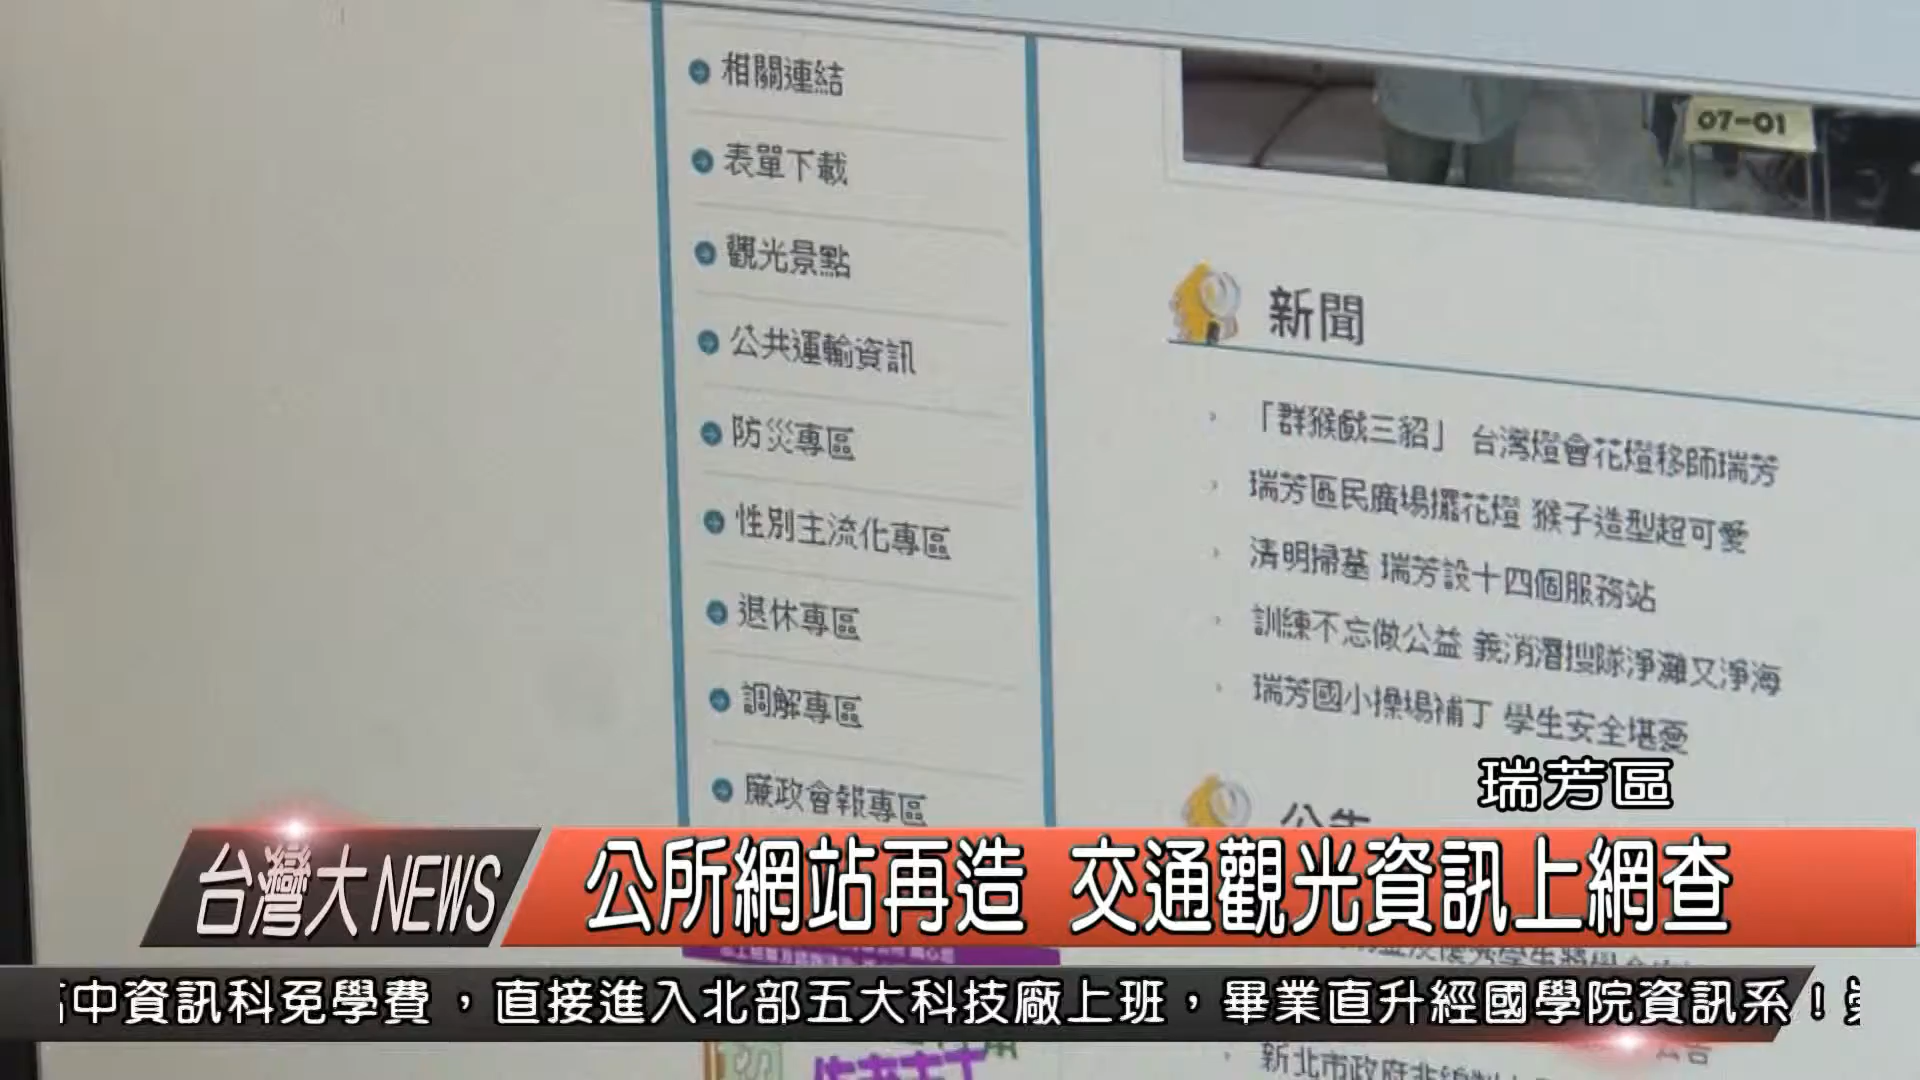 相關連結
表單下載
觀光景點
公共運輸資訊
防災專區
性別主流化專區
退休專區
調解專區
廉政會報專區
07-01
新聞
「群猴戲三貂」 台灣燈會花燈移師瑞芳
瑞芳區民廣場擺花燈 猴子造型超可愛
清明掃墓 瑞芳設十四個服務站
訓練不忘做公益 義消潛搜隊淨灘又淨海
瑞芳國小操場補丁 學生安全堪憂
公告
瑞芳區
台灣大NEWS
公所網站再造 交通觀光資訊上網查
中資訊科免學費，直接進入北部五大科技廠上班，畢業直升經國學院資訊系！
新北市政府非編制
公告